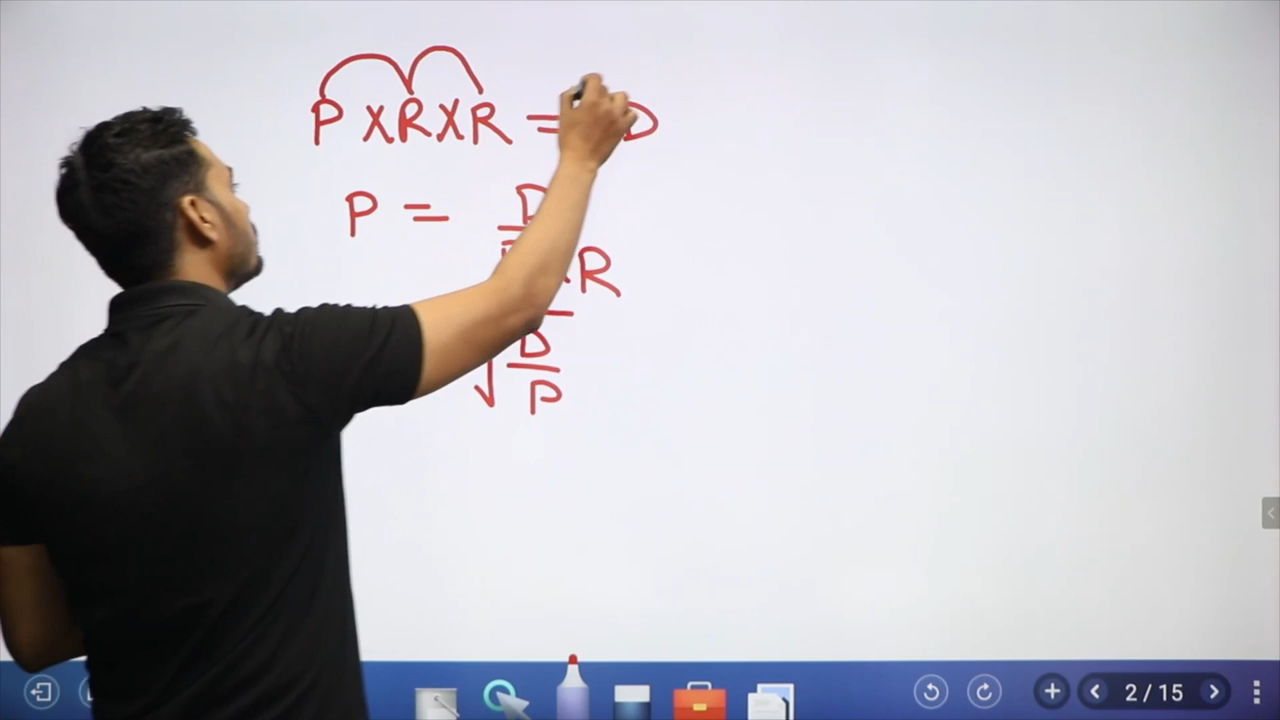 P X R X R = D
P = D
R
√ D
P
2 / 15